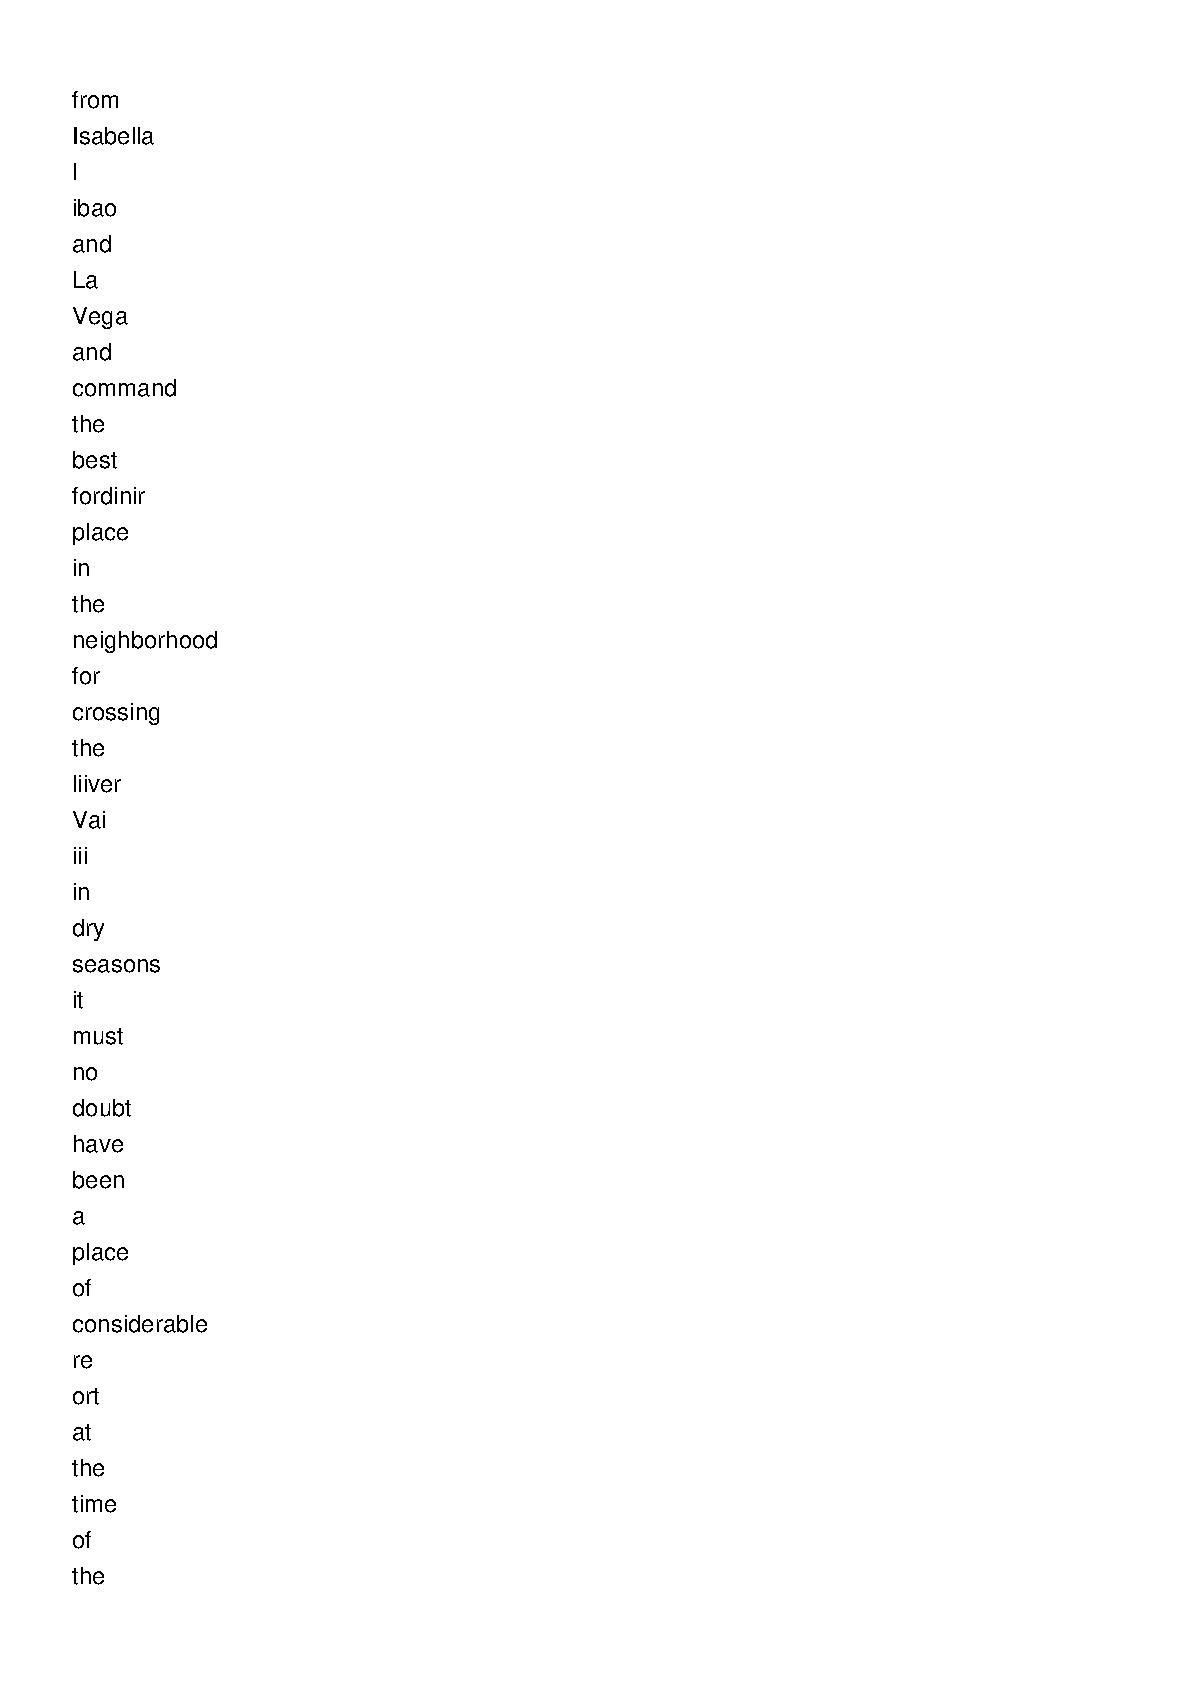 from
Isabella
I
ibao
and
La
Vega
and
command
the
best
fordinir
place
in
the
neighborhood
for
crossing
the
liiver
Vai
iii
in
dry
seasons
it
must
no
doubt
have
been
a
place
of
considerable
re
ort
at
the
time
of
the